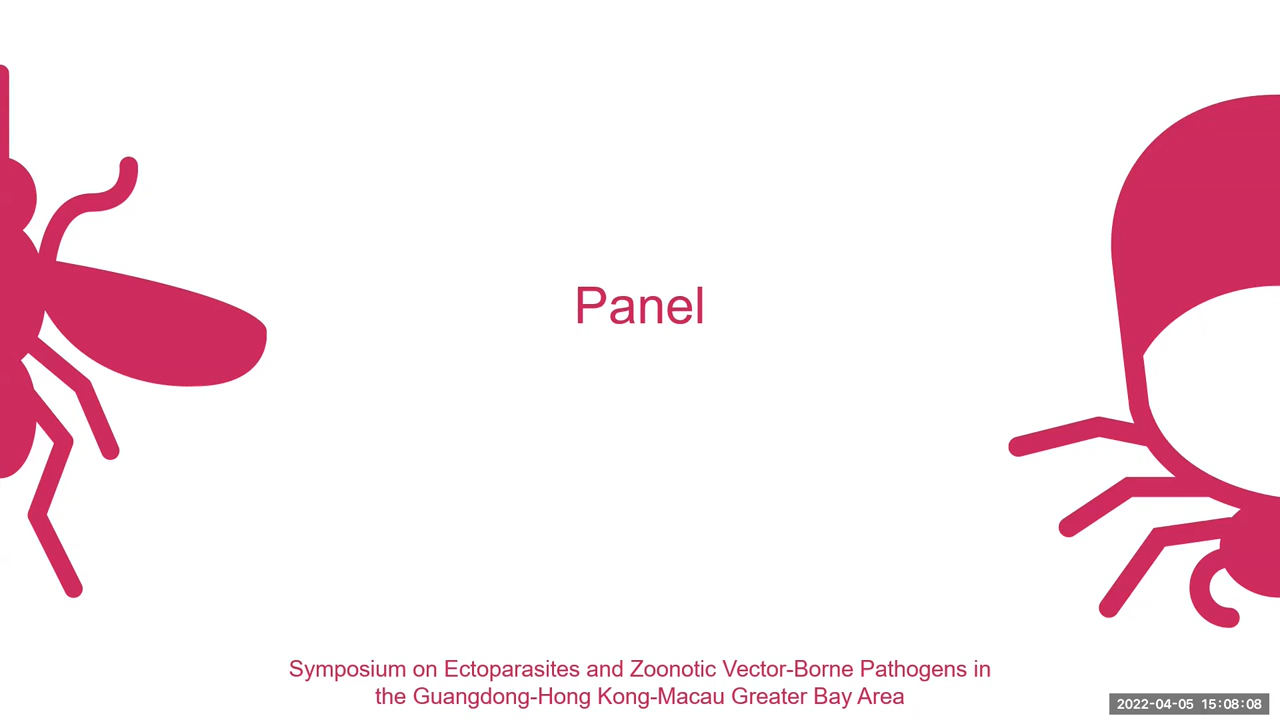 Panel
Symposium on Ectoparasites and Zoonotic Vector-Borne Pathogens in
the Guangdong-Hong Kong-Macau Greater Bay Area
2022-04-05 15:08:08